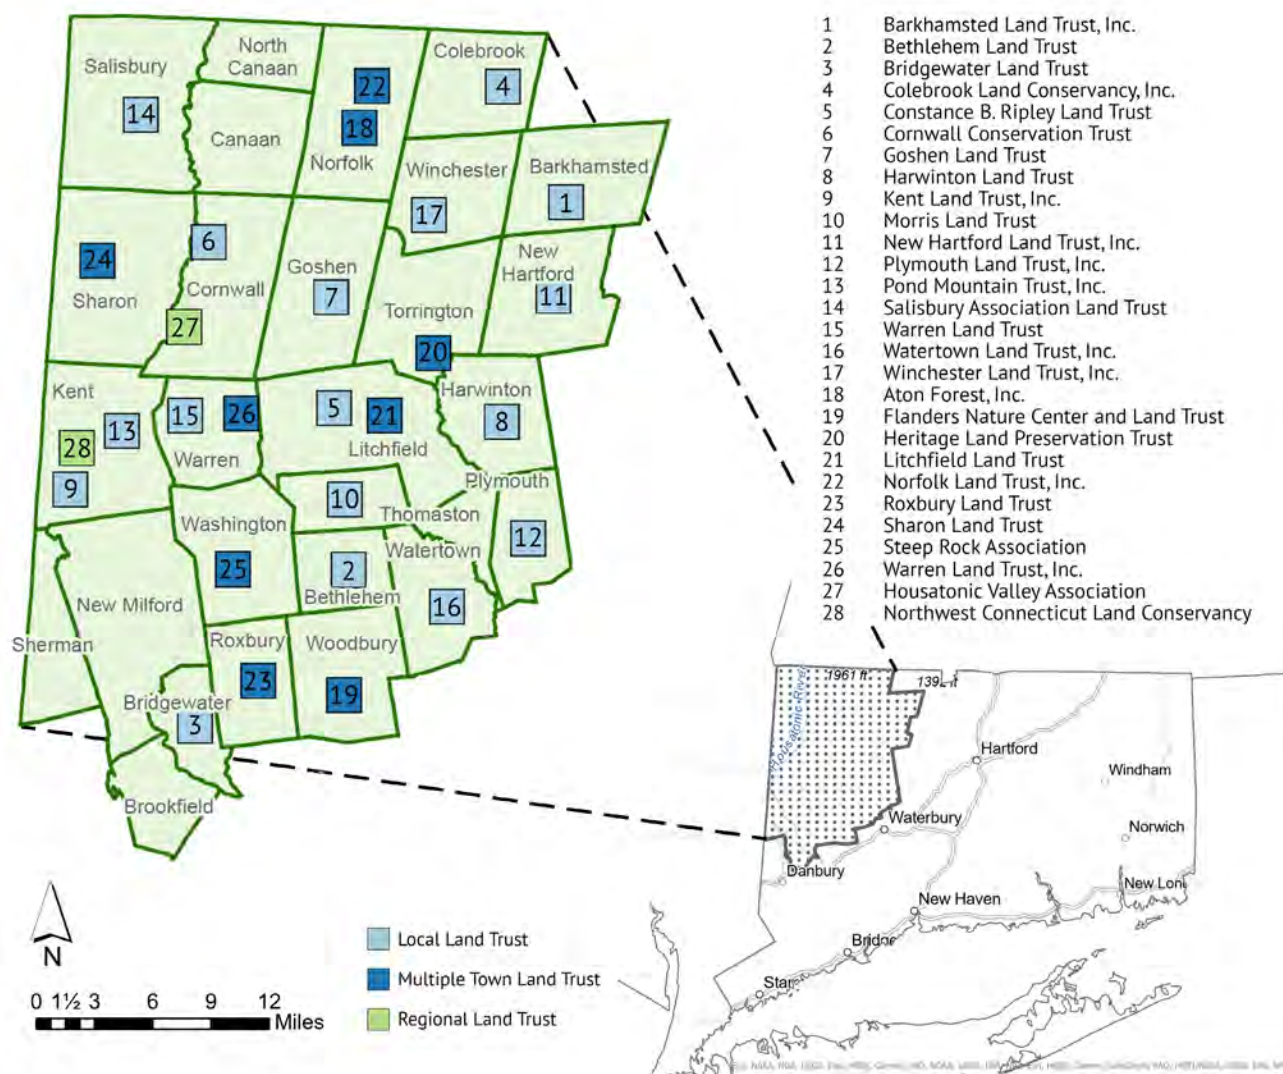 1 Barkhamsted Land Trust, Inc.
2 Bethlehem Land Trust
3 Bridgewater Land Trust
4 Colebrook Land Conservancy, Inc.
5 Constance B. Ripley Land Trust
6 Cornwall Conservation Trust
7 Goshen Land Trust
8 Harwinton Land Trust
9 Kent Land Trust, Inc.
10 Morris Land Trust
11 New Hartford Land Trust, Inc.
12 Plymouth Land Trust, Inc.
13 Pond Mountain Trust, Inc.
14 Salisbury Association Land Trust
15 Warren Land Trust
16 Watertown Land Trust, Inc.
17 Winchester Land Trust, Inc.
18 Aton Forest, Inc.
19 Flanders Nature Center and Land Trust
20 Heritage Land Preservation Trust
21 Litchfield Land Trust
22 Norfolk Land Trust, Inc.
23 Roxbury Land Trust
24 Sharon Land Trust
25 Steep Rock Association
26 Warren Land Trust, Inc.
27 Housatonic Valley Association
28 Northwest Connecticut Land Conservancy
Salisbury
14
North
Canaan
Canaan
22
18
Norfolk
Colebrook
4
Winchester
17
Barkhamsted
1
24
Sharon
6
Cornwall
27
Goshen
7
Torrington
20
New
Hartford
11
Kent
13
28
9
15
26
Warren
5
21
Litchfield
Harwinton
8
Plymouth
12
10
Thomaston
Washington
25
2
Bethlehem
Watertown
16
New Milford
Sherman
Roxbury
23
Woodbury
19
Bridgewater
3
Brookfield
N
0 1½ 3 6 9 12
Miles
Local Land Trust
Multiple Town Land Trust
Regional Land Trust
1961 ft
Housatonic River
Hartford
Windham
Waterbury
Norwich
Danbury
New Haven
New Lon
Bridge
Star